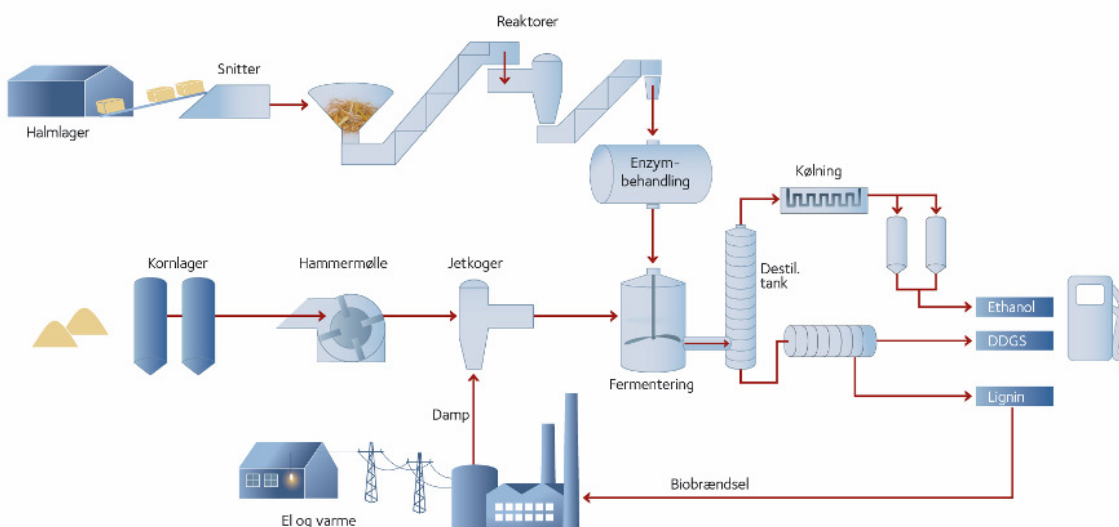 Reaktorer
Snitter
Halmlager
Enzym-
behandling
Kølning
Kornlager
Hammermølle
Jetkoger
Destil.
tank
Ethanol
DDGS
Fermentering
Lignin
Damp
Biobrændsel
El og varme